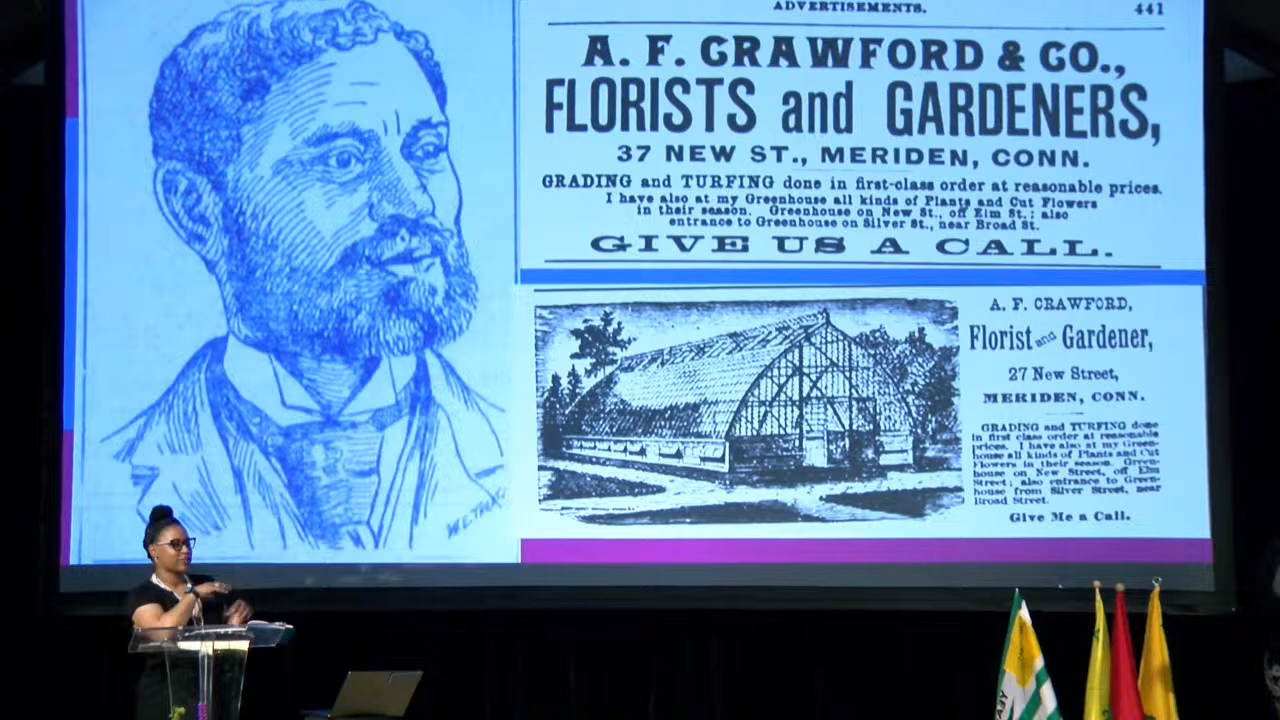 ADVERTISEMENTS. 441
A. F. CRAWFORD & CO.,
FLORISTS and GARDENERS,
37 NEW ST., MERIDEN, CONN.
GRADING and TURFING done in first-class order at reasonable prices.
I have also at my Greenhouse all kinds of Plants and Cut Flowers
in their season. Greenhouse on New St., off Elm St.; also
entrance to Greenhouse on Silver St., near Broad St.
GIVE US A CALL.
A. F. CRAWFORD,
Florist and Gardener,
27 New Street,
MERIDEN, CONN.
GRADING and TURFING done
in first class order at reasonable
prices. I have also at my Green-
house all kinds of Plants and Cut
Flowers in their season. Green-
house on New Street, off Elm
Street; also entrance to Green-
house from Silver Street, near
Broad Street.
Give Me a Call.